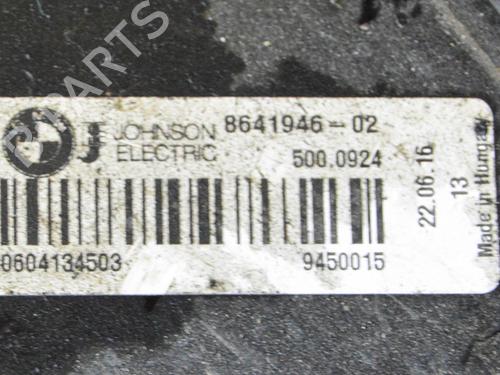 B PARTS
JOHNSON
ELECTRIC
8641946-02
500.0924
22.06.16
13
Made in Hungary
0604134503
9450015